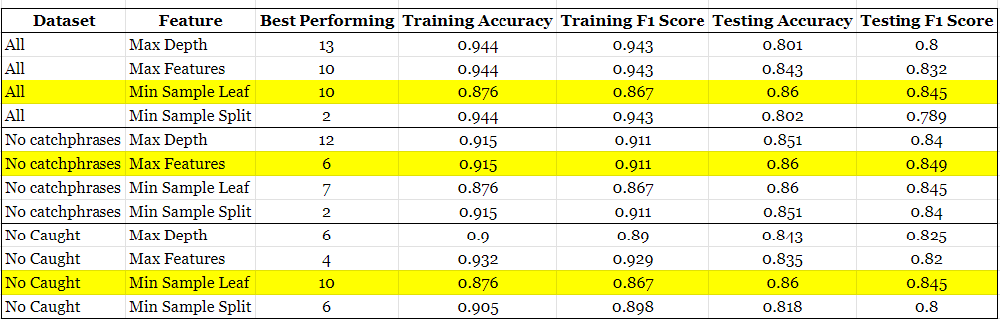 Dataset Feature Best Performing Training Accuracy Training F1 Score Testing Accuracy Testing F1 Score
All Max Depth 13 0.944 0.943 0.801 0.8
All Max Features 10 0.944 0.943 0.843 0.832
All Min Sample Leaf 10 0.876 0.867 0.86 0.845
All Min Sample Split 2 0.944 0.943 0.802 0.789
No catchphrases Max Depth 12 0.915 0.911 0.851 0.84
No catchphrases Max Features 6 0.915 0.911 0.86 0.849
No catchphrases Min Sample Leaf 7 0.876 0.867 0.86 0.845
No catchphrases Min Sample Split 2 0.915 0.911 0.851 0.84
No Caught Max Depth 6 0.9 0.89 0.843 0.825
No Caught Max Features 4 0.932 0.929 0.835 0.82
No Caught Min Sample Leaf 10 0.876 0.867 0.86 0.845
No Caught Min Sample Split 6 0.905 0.898 0.818 0.8